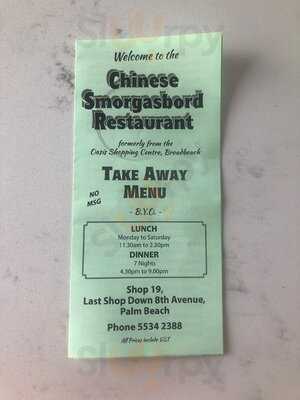 Welcome to the
Chinese
Smorgasbord
Restaurant
formerly from the
Oasis Shopping Centre, Broadbeach
TAKE AWAY
MENU
NO
MSG
- B.Y.O. -
LUNCH
Monday to Saturday
11.30am to 2.30pm
DINNER
7 Nights
4.30pm to 9.00pm
Shop 19,
Last Shop Down 8th Avenue,
Palm Beach
Phone 5534 2388
All Prices include GST